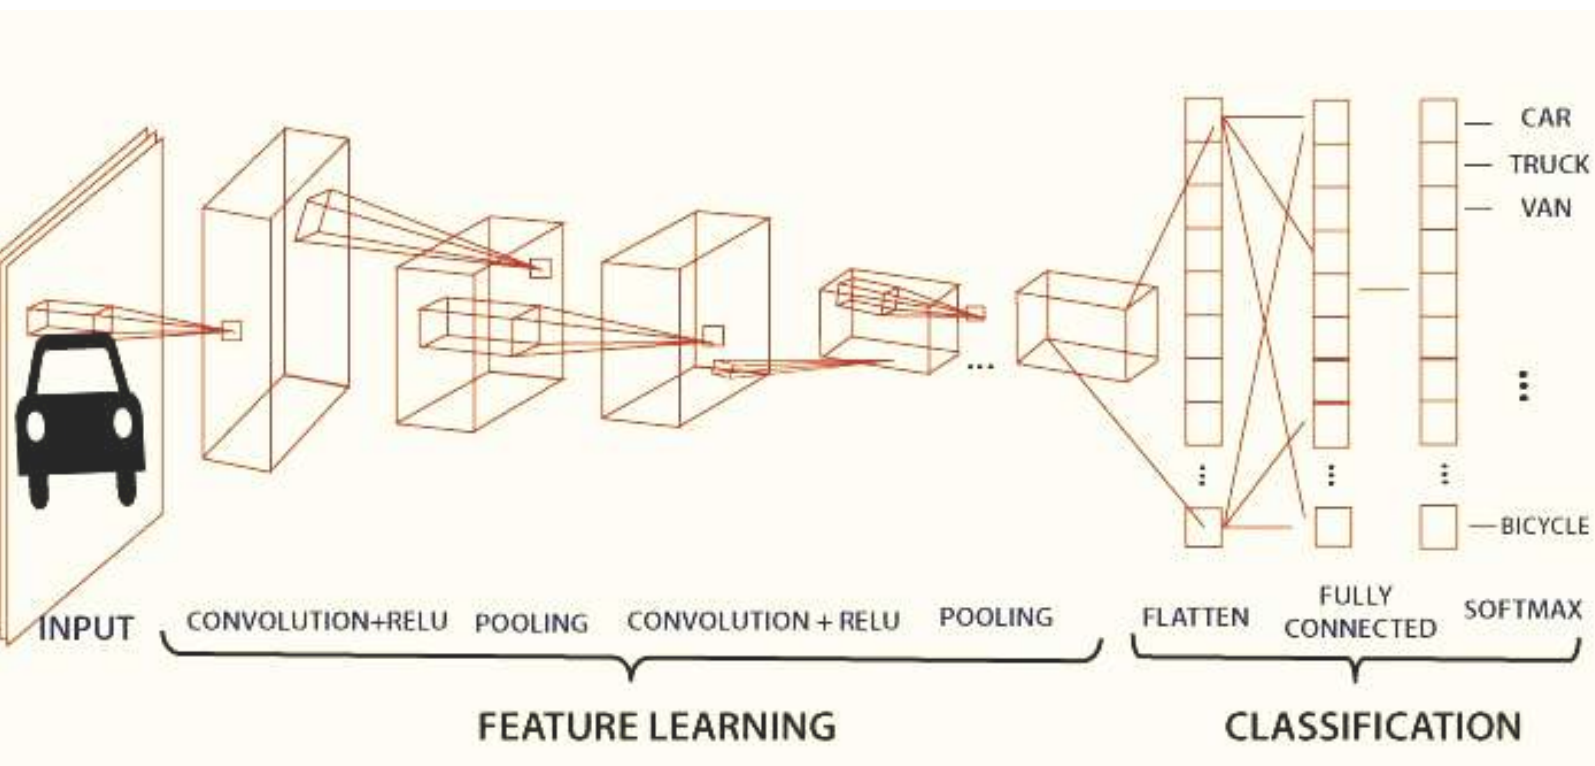 CAR
TRUCK
VAN
BICYCLE
INPUT
CONVOLUTION+RELU
POOLING
CONVOLUTION + RELU
POOLING
FLATTEN
FULLY
CONNECTED
SOFTMAX
FEATURE LEARNING
CLASSIFICATION